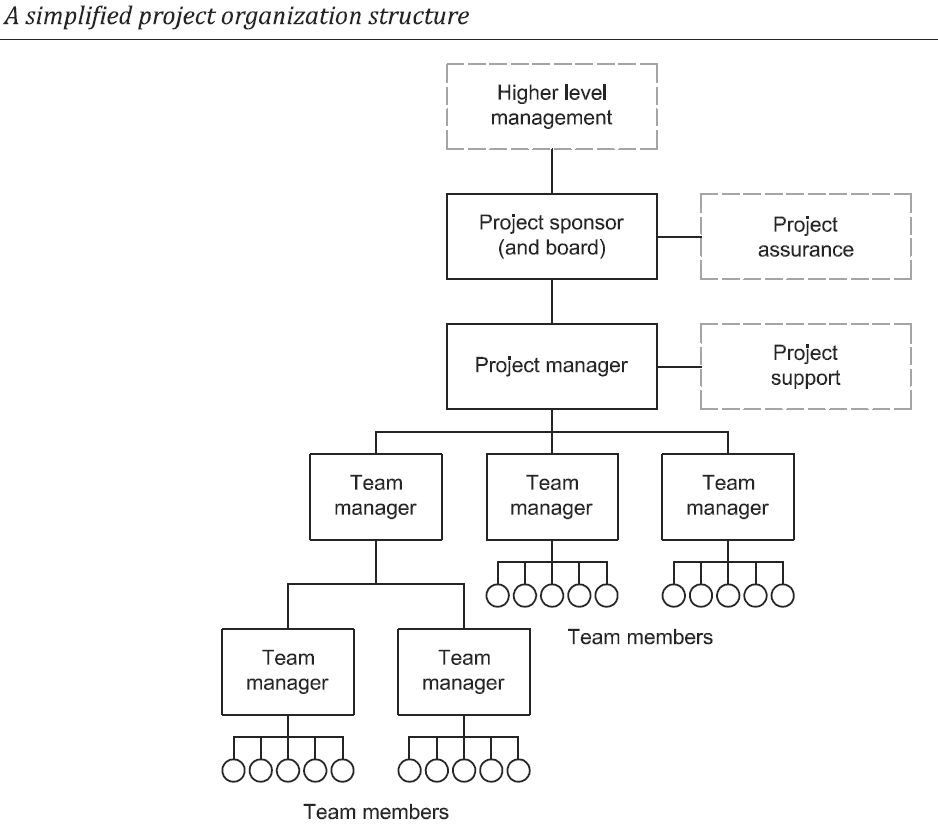 A simplified project organization structure
Higher level
management
Project sponsor
(and board)
Project
assurance
Project manager
Project
support
Team
manager
Team
manager
Team
manager
Team members
Team
manager
Team
manager
Team members